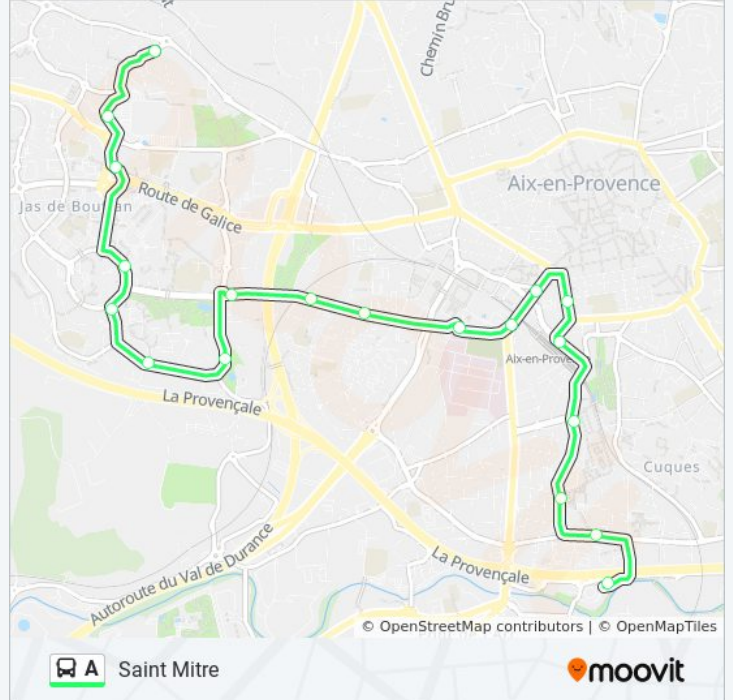 Chemin Bru
Aix-en-Provence
Route de Galice
Jas de Bouffan
Aix-en-Prove
La Provençale
Cuques
Autoroute du Val de Durance
La Provençale
© OpenStreetMap contributors | © OpenMapTiles
A Saint Mitre
moovit